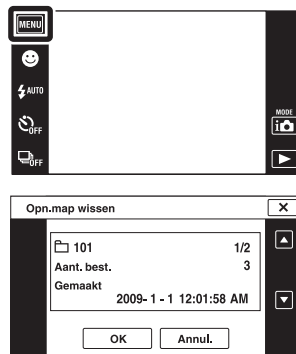 MENU
AUTO
OFF
OFF
MODE
i
Opn.map wissen
101 1/2
Aant. best. 3
Gemaakt
2009- 1 - 1 12:01:58 AM
OK Annul.